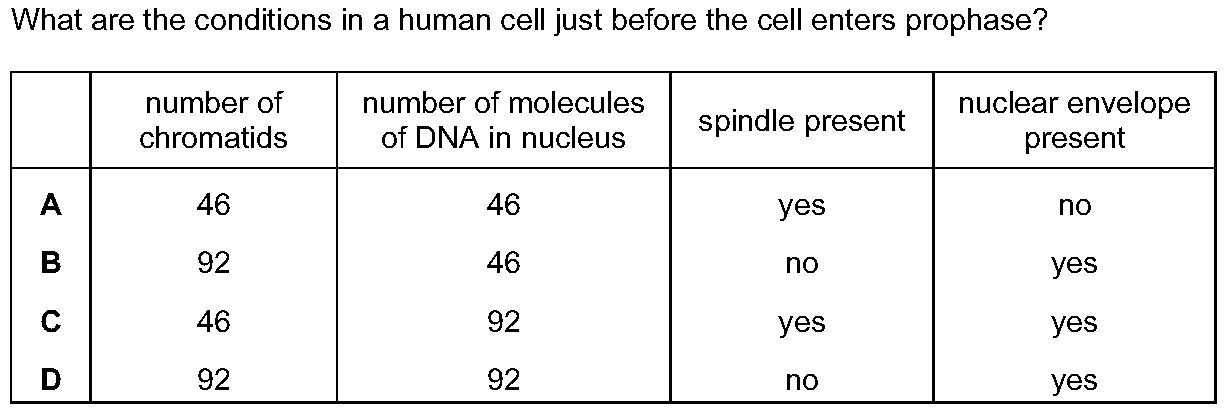 What are the conditions in a human cell just before the cell enters prophase?
number of chromatids
number of molecules of DNA in nucleus
spindle present
nuclear envelope present
A 46 46 yes no
B 92 46 no yes
C 46 92 yes yes
D 92 92 no yes